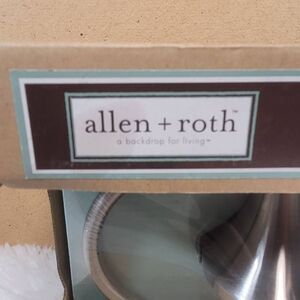 allen + roth™
a backdrop for living™